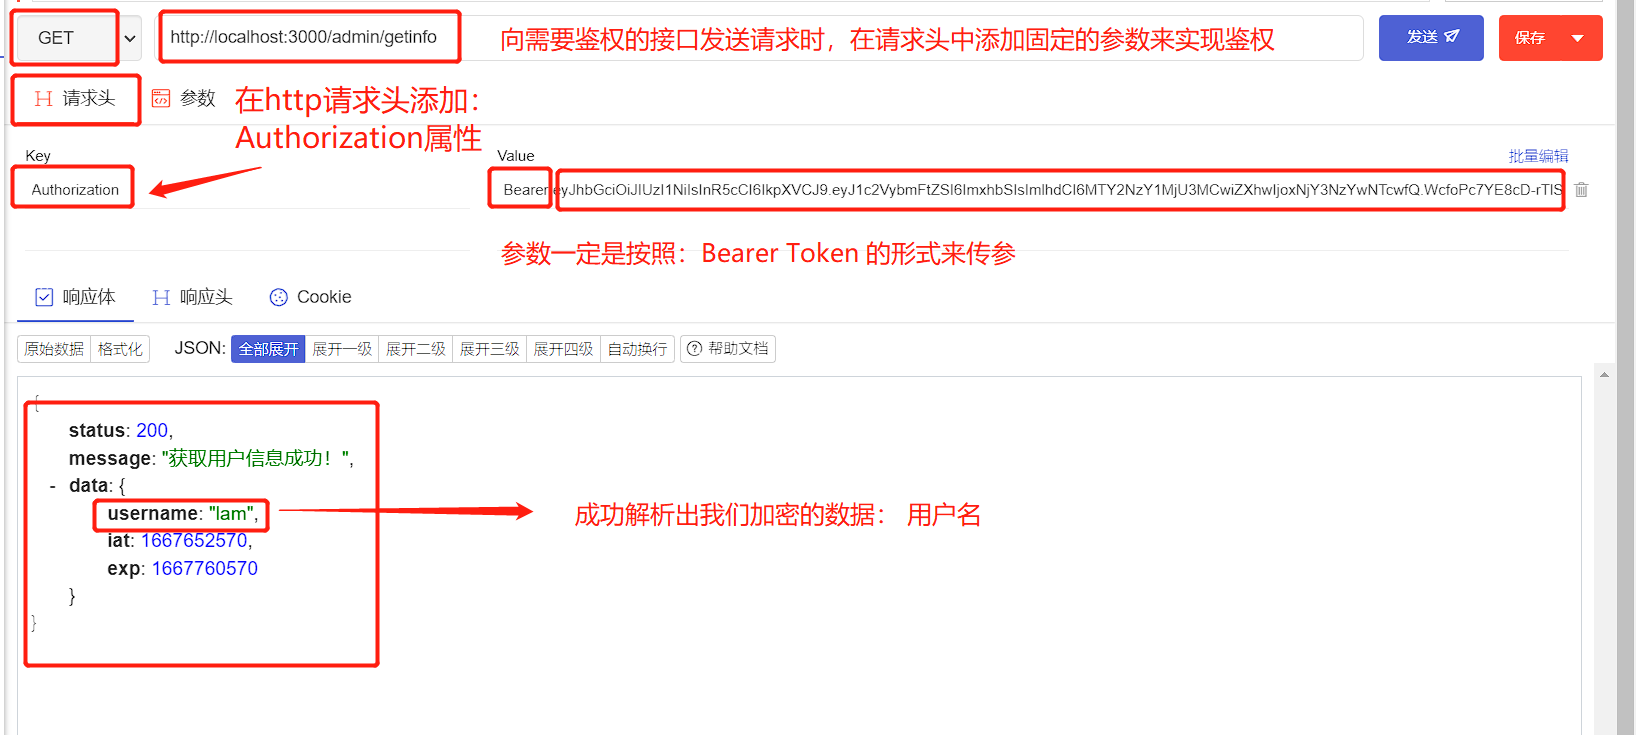 GET
http://localhost:3000/admin/getinfo
向需要鉴权的接口发送请求时，在请求头中添加固定的参数来实现鉴权
发送
保存
请求头
参数
在http请求头添加：
Authorization属性
Key
Value
批量编辑
Authorization
Bearer eyJhbGciOiJIUzI1NiIsInR5cCI6IkpXVCJ9.eyJ1c2VybmFtZSI6ImxhbSIsImlhdCI6MTY2NzY1MjU3MCwiZXhwIjoxNjY3NzYwNTcwfQ.WcfoPc7YE8cD-rTIS
参数一定是按照：Bearer Token 的形式来传参
响应体
响应头
Cookie
原始数据
格式化
JSON:
全部展开
展开一级
展开二级
展开三级
展开四级
自动换行
帮助文档
{
status: 200,
message: "获取用户信息成功！",
- data: {
username: "lam",
成功解析出我们加密的数据： 用户名
iat: 1667652570,
exp: 1667760570
}
}